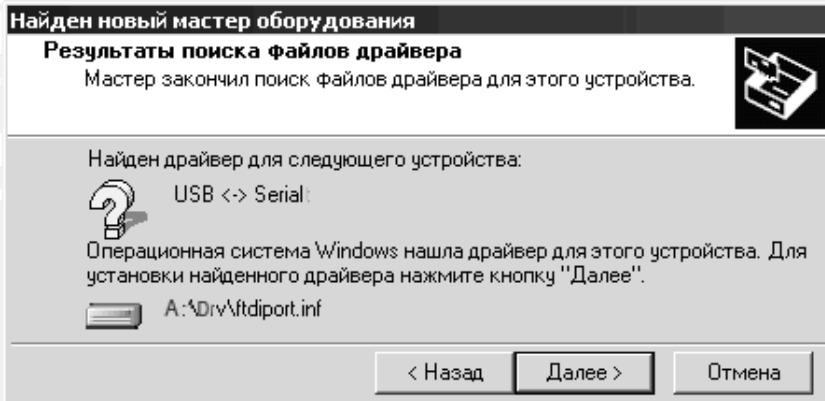 Найден новый мастер оборудования
Результаты поиска файлов драйвера
Мастер закончил поиск файлов драйвера для этого устройства.
Найден драйвер для следующего устройства:
USB <-> Serial
Операционная система Windows нашла драйвер для этого устройства. Для
установки найденного драйвера нажмите кнопку "Далее".
A:\Drv\ftdiport.inf
< Назад
Далее >
Отмена